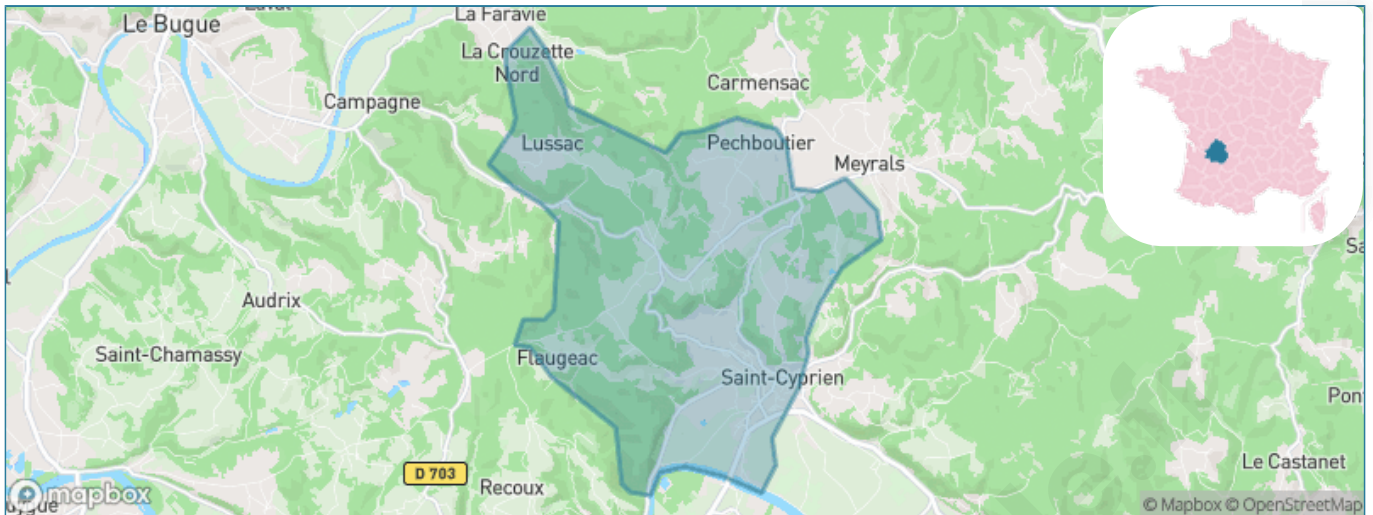 La Faravie
Le Bugue
La Crouzette
Nord
Carmensac
Campagne
Lussac
Pechboutier
Meyrals
Audrix
Saint-Chamassy
Flaugeac
Saint-Cyprien
D 703
Recoux
Le Castanet
mapbox
© Mapbox © OpenStreetMap